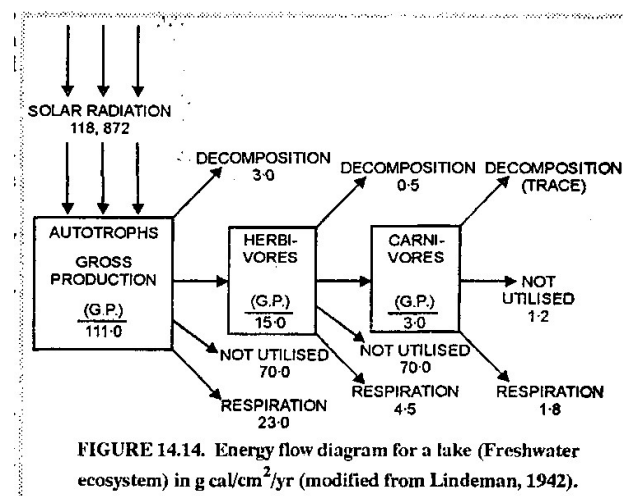 SOLAR RADIATION
118, 872
DECOMPOSITION
3·0
DECOMPOSITION
0·5
DECOMPOSITION
(TRACE)
AUTOTROPHS
GROSS
PRODUCTION
(G.P.)
111·0
HERBI-
VORES
(G.P.)
15·0
CARNI-
VORES
(G.P.)
3·0
NOT
UTILISED
1·2
NOT UTILISED
70·0
NOT UTILISED
70·0
RESPIRATION
23·0
RESPIRATION
4·5
RESPIRATION
1·8
FIGURE 14.14. Energy flow diagram for a lake (Freshwater
ecosystem) in g cal/cm²/yr (modified from Lindeman, 1942).